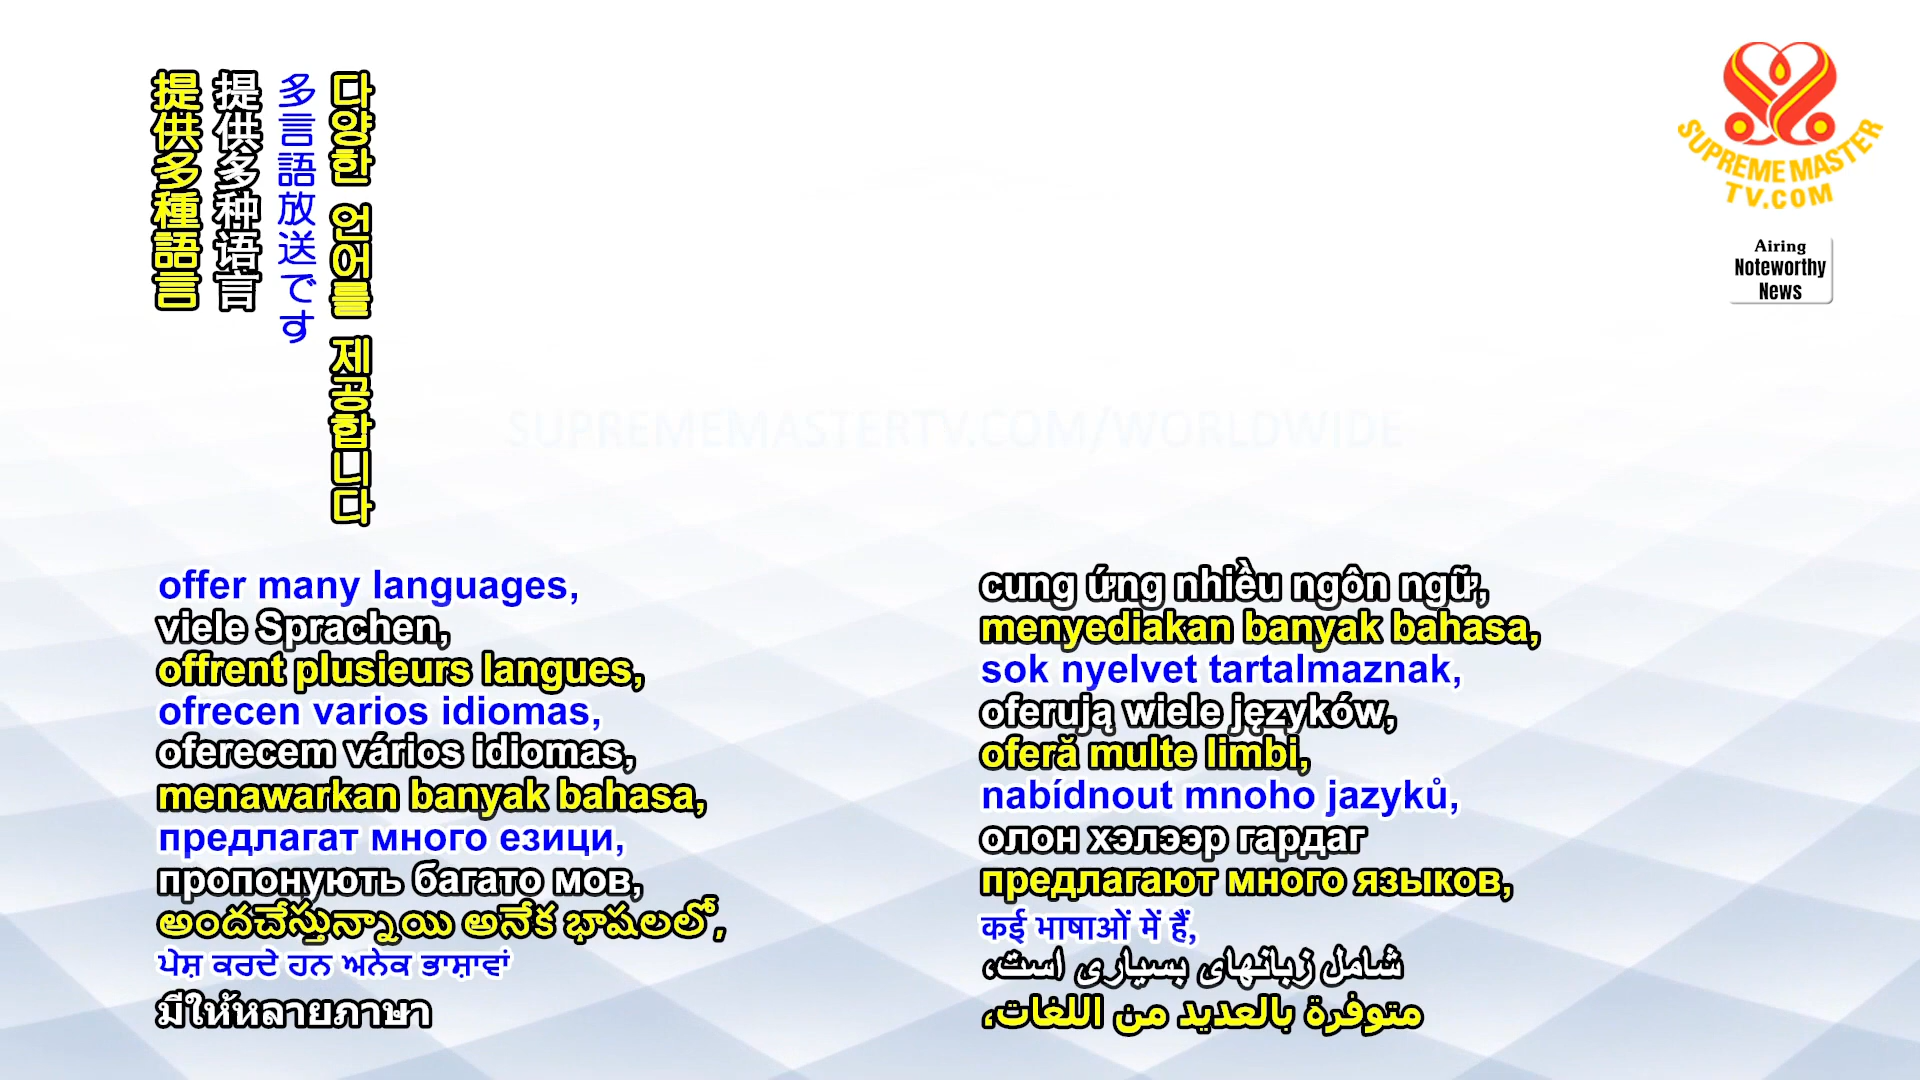 提供多種語言
提供多种语言
多言語放送です
다양한 언어를 제공합니다
SUPREME MASTER
TV.COM
Airing
Noteworthy
News
SUPREMEMASTERTV.COM/WORLDWIDE
offer many languages,
viele Sprachen,
offrent plusieurs langues,
ofrecen varios idiomas,
oferecem vários idiomas,
menawarkan banyak bahasa,
предлагат много езици,
пропонують багато мов,
అందచేస్తున్నాయి అనేక భాషలలో,
ਪੇਸ਼ ਕਰਦੇ ਹਨ ਅਨੇਕ ਭਾਸ਼ਾਵਾਂ
มีให้หลายภาษา
cung ứng nhiều ngôn ngữ,
menyediakan banyak bahasa,
sok nyelvet tartalmaznak,
oferują wiele języków,
oferă multe limbi,
nabídnout mnoho jazyků,
олон хэлээр гардаг
предлагают много языков,
कई भाषाओं में हैं,
شامل زبانهای بسیاری است،
متوفرة بالعديد من اللغات،